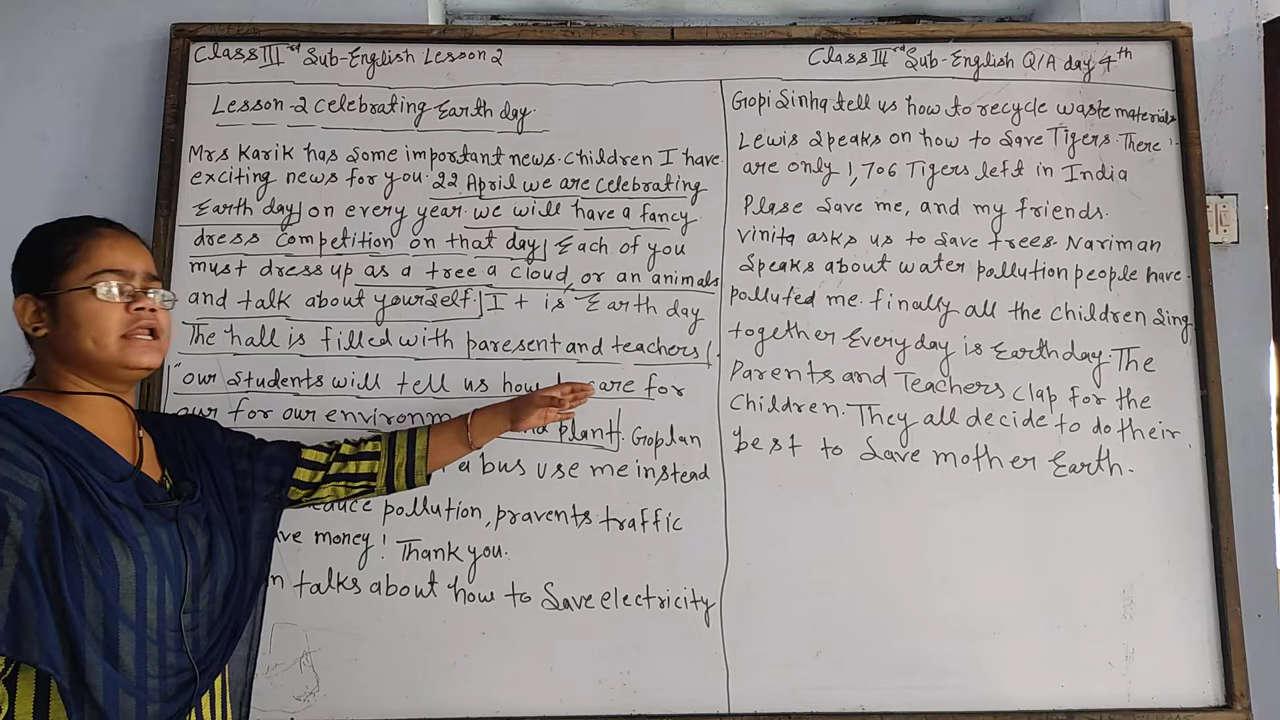 Class III rd Sub-English Lesson 2
Lesson-2 celebrating Earth day.
Mrs Karik has some important news. children I have
exciting news for you. 22 April we are celebrating
Earth day] on every year. we will have a fancy
dress competition on that day] Each of you
must dress up as a tree a cloud, or an animals
and talk about yourself.] It is Earth day
The hall is filled with paresent and teachers!.
"our students will tell us how care for
our for our environm plant]. Goplan
a bus use me instead
pollution, pravents traffic
money! Thank you.
talks about how to Save electricity
Class III rd Sub-English Q/A day 4th
Gopi Sinha tell us how to recycle waste materials
Lewis speaks on how to save Tigers. There
are only 1,706 Tigers left in India
Plase save me, and my friends.
vinita asks us to save trees. Nariman
speaks about water pollution people have
polluted me. finally all the children sing
together Every day is Earth day. The
Parents and Teachers clap for the
children. They all decide to do their
best to save mother Earth.